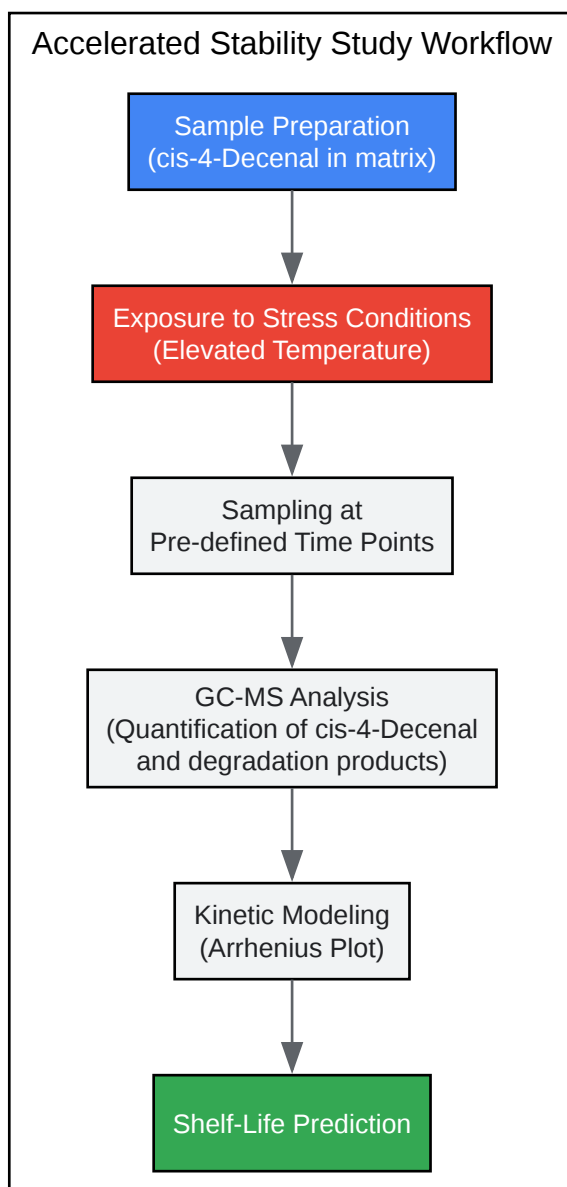 Accelerated Stability Study Workflow
Sample Preparation
(cis-4-Decenal in matrix)
Exposure to Stress Conditions
(Elevated Temperature)
Sampling at
Pre-defined Time Points
GC-MS Analysis
(Quantification of cis-4-Decenal
and degradation products)
Kinetic Modeling
(Arrhenius Plot)
Shelf-Life Prediction